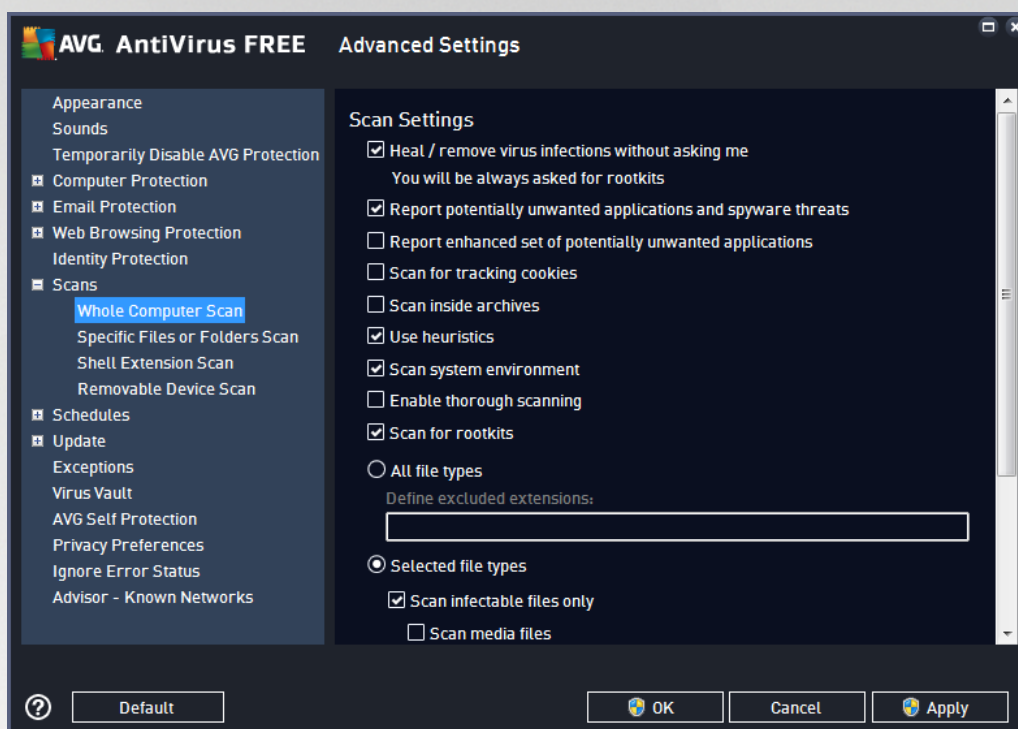 AVG. AntiVirus FREE Advanced Settings
Appearance
Sounds
Temporarily Disable AVG Protection
Computer Protection
Email Protection
Web Browsing Protection
Identity Protection
Scans
Whole Computer Scan
Specific Files or Folders Scan
Shell Extension Scan
Removable Device Scan
Schedules
Update
Exceptions
Virus Vault
AVG Self Protection
Privacy Preferences
Ignore Error Status
Advisor - Known Networks
Scan Settings
Heal / remove virus infections without asking me
You will be always asked for rootkits
Report potentially unwanted applications and spyware threats
Report enhanced set of potentially unwanted applications
Scan for tracking cookies
Scan inside archives
Use heuristics
Scan system environment
Enable thorough scanning
Scan for rootkits
All file types
Define excluded extensions:
Selected file types
Scan infectable files only
Scan media files
? Default OK Cancel Apply